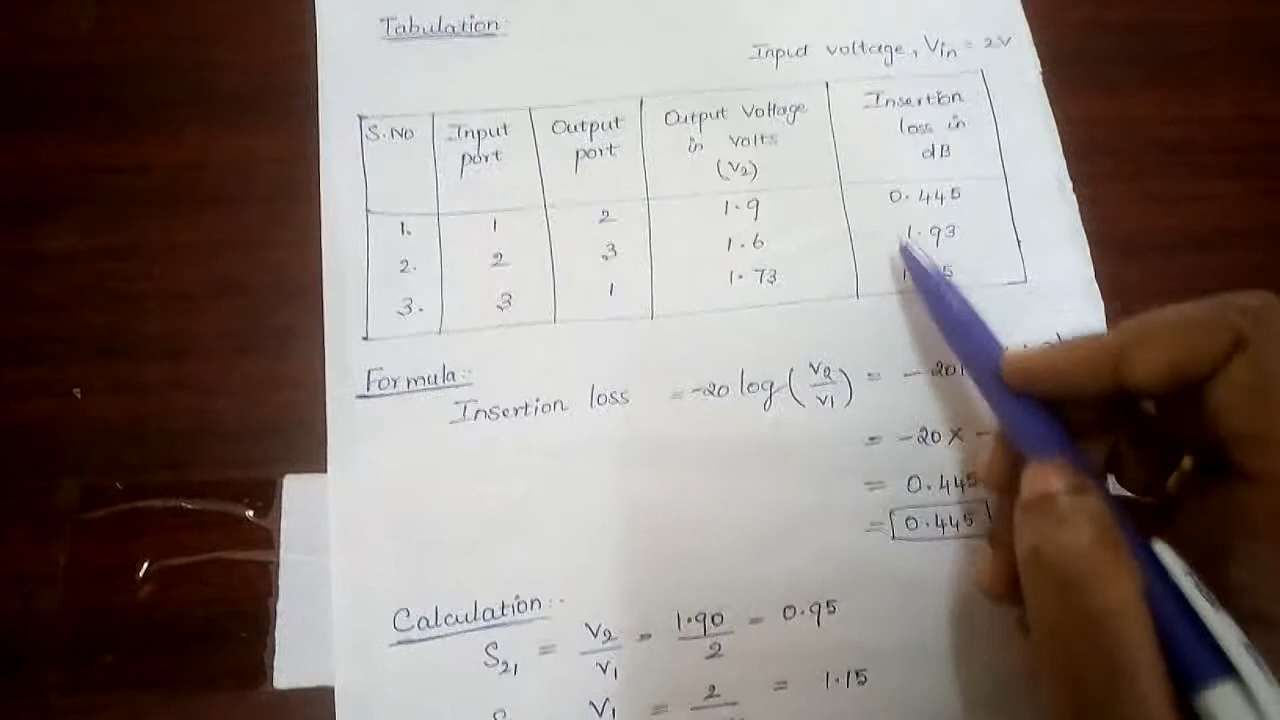 Tabulation:
Input voltage, Vin = 2V
S.No Input port Output port Output Voltage in volts (V2) Insertion loss in dB
1. 1 2 1.9 0.445
2. 2 3 1.6 1.93
3. 3 1 1.73
Formula:
Insertion loss = -20 log (V2/V1) = -20
= -20 x -
= 0.445
= 0.445
Calculation:
S21 = V2/V1 = 1.90/2 = 0.95
V1 = 2 = 1.15